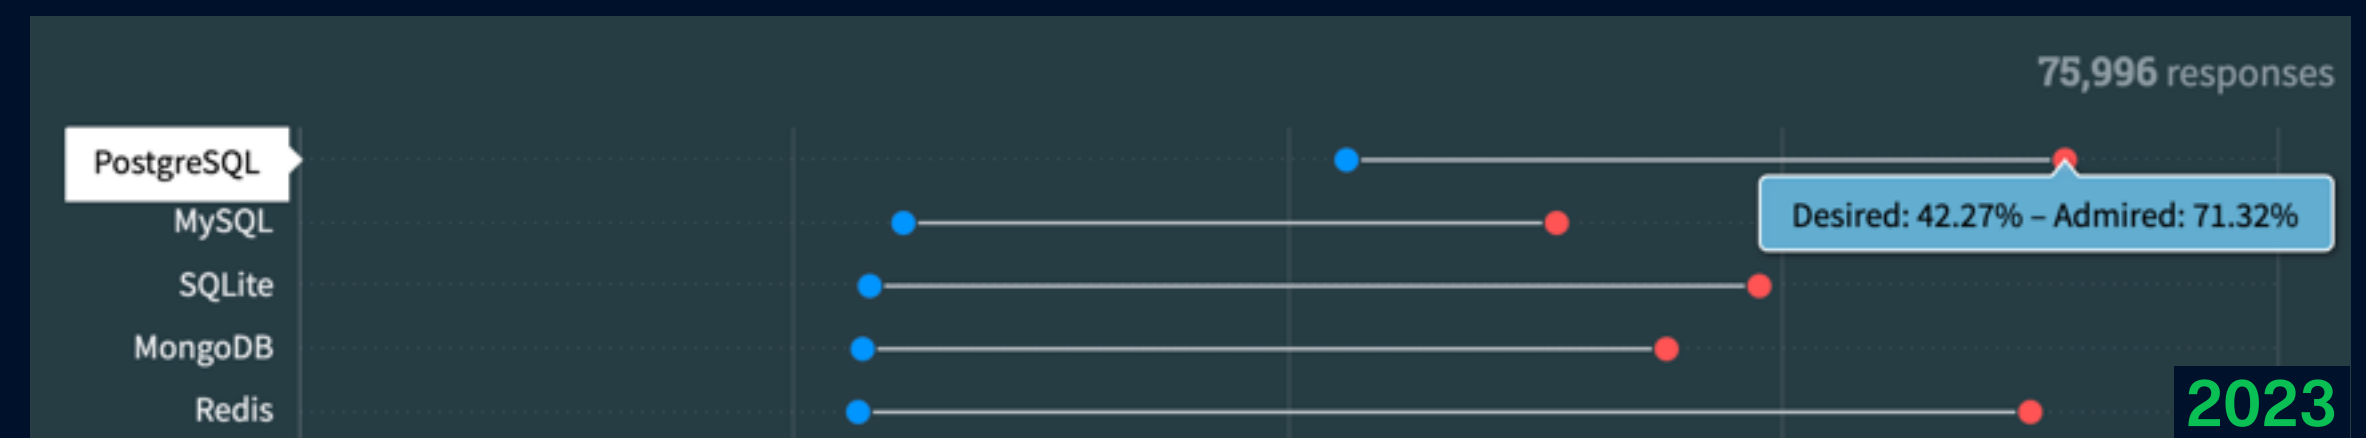 75,996 responses
PostgreSQL
MySQL
Desired: 42.27% – Admired: 71.32%
SQLite
MongoDB
Redis
2023